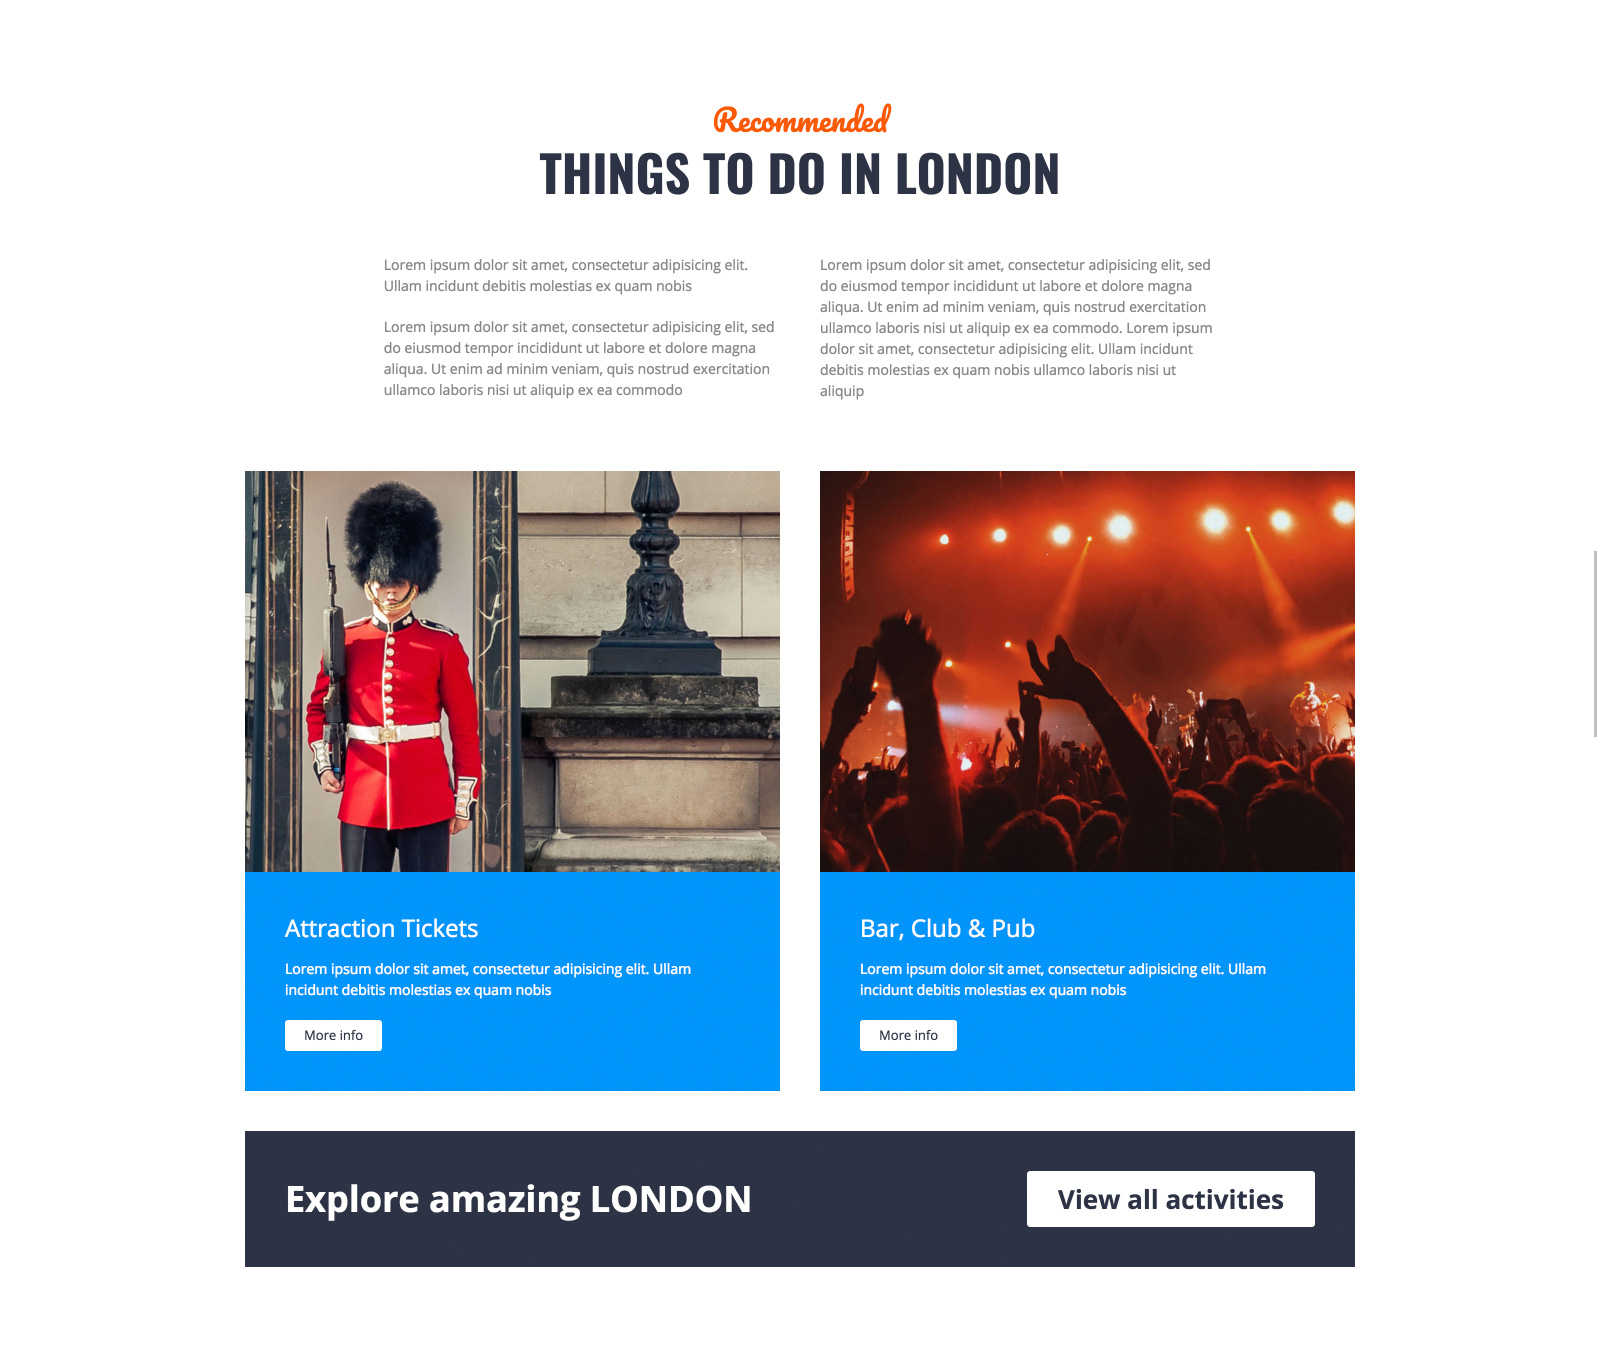 Recommended
THINGS TO DO IN LONDON
Lorem ipsum dolor sit amet, consectetur adipisicing elit.
Ullam incidunt debitis molestias ex quam nobis
Lorem ipsum dolor sit amet, consectetur adipisicing elit, sed
do eiusmod tempor incididunt ut labore et dolore magna
aliqua. Ut enim ad minim veniam, quis nostrud exercitation
ullamco laboris nisi ut aliquip ex ea commodo
Lorem ipsum dolor sit amet, consectetur adipisicing elit, sed
do eiusmod tempor incididunt ut labore et dolore magna
aliqua. Ut enim ad minim veniam, quis nostrud exercitation
ullamco laboris nisi ut aliquip ex ea commodo. Lorem ipsum
dolor sit amet, consectetur adipisicing elit. Ullam incidunt
debitis molestias ex quam nobis ullamco laboris nisi ut
aliquip
Attraction Tickets
Lorem ipsum dolor sit amet, consectetur adipisicing elit. Ullam
incidunt debitis molestias ex quam nobis
More info
Bar, Club & Pub
Lorem ipsum dolor sit amet, consectetur adipisicing elit. Ullam
incidunt debitis molestias ex quam nobis
More info
Explore amazing LONDON
View all activities